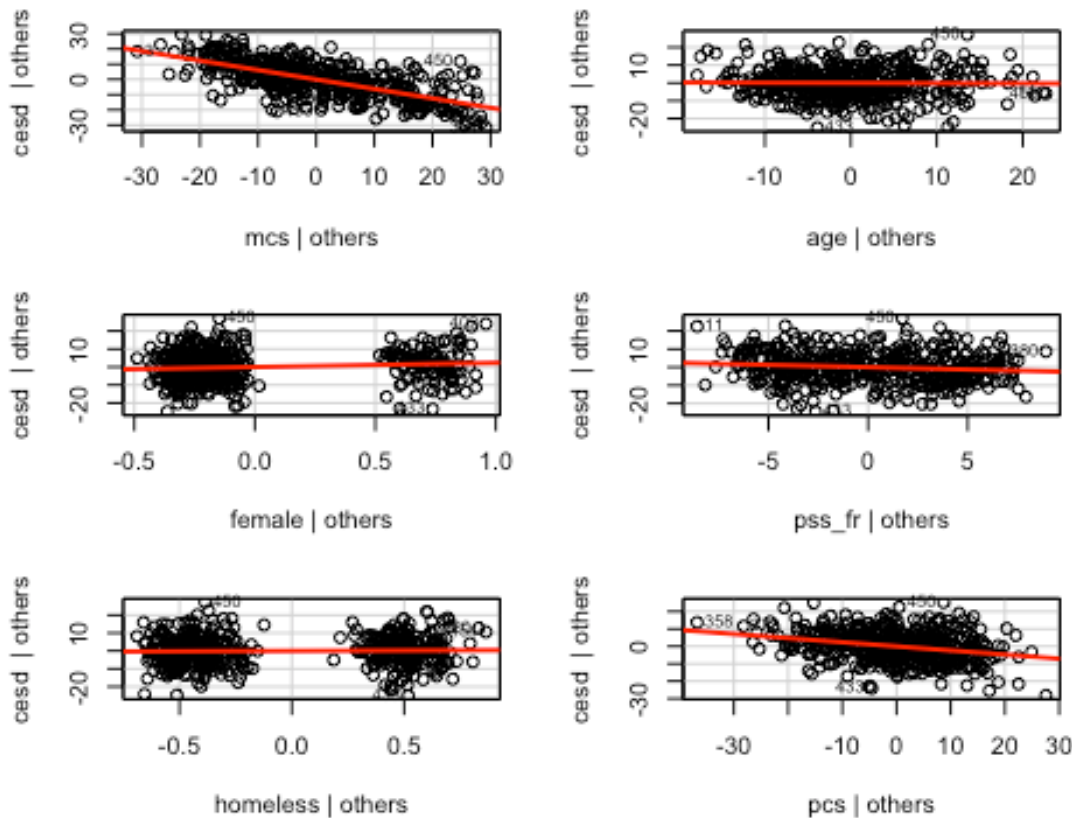 cesd | others
30
0
-30
450
-30 -20 -10 0 10 20 30
mcs | others
cesd | others
10
-20
450
433
-10 0 10 20
age | others
cesd | others
10
-20
450
-0.5 0.0 0.5 1.0
female | others
cesd | others
10
-20
11
450
-5 0 5
pss_fr | others
cesd | others
10
-20
450
-0.5 0.0 0.5
homeless | others
cesd | others
0
-30
358
450
433
-30 -10 0 10 20 30
pcs | others